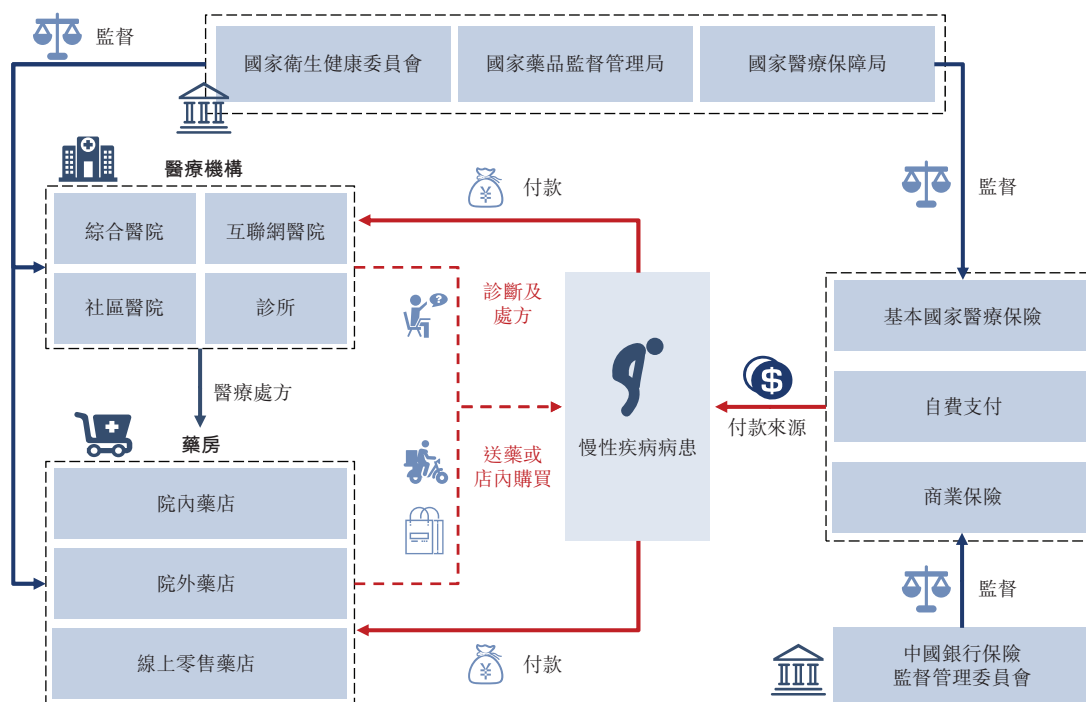 監督
國家衛生健康委員會
國家藥品監督管理局
國家醫療保障局
醫療機構
付款
監督
綜合醫院
互聯網醫院
社區醫院
診所
診斷及
處方
?
基本國家醫療保險
¥
$
醫療處方
自費支付
付款來源
藥房
慢性疾病病患
送藥或
店內購買
院內藥店
商業保險
院外藥店
監督
線上零售藥店
付款
¥
中國銀行保險
監督管理委員會